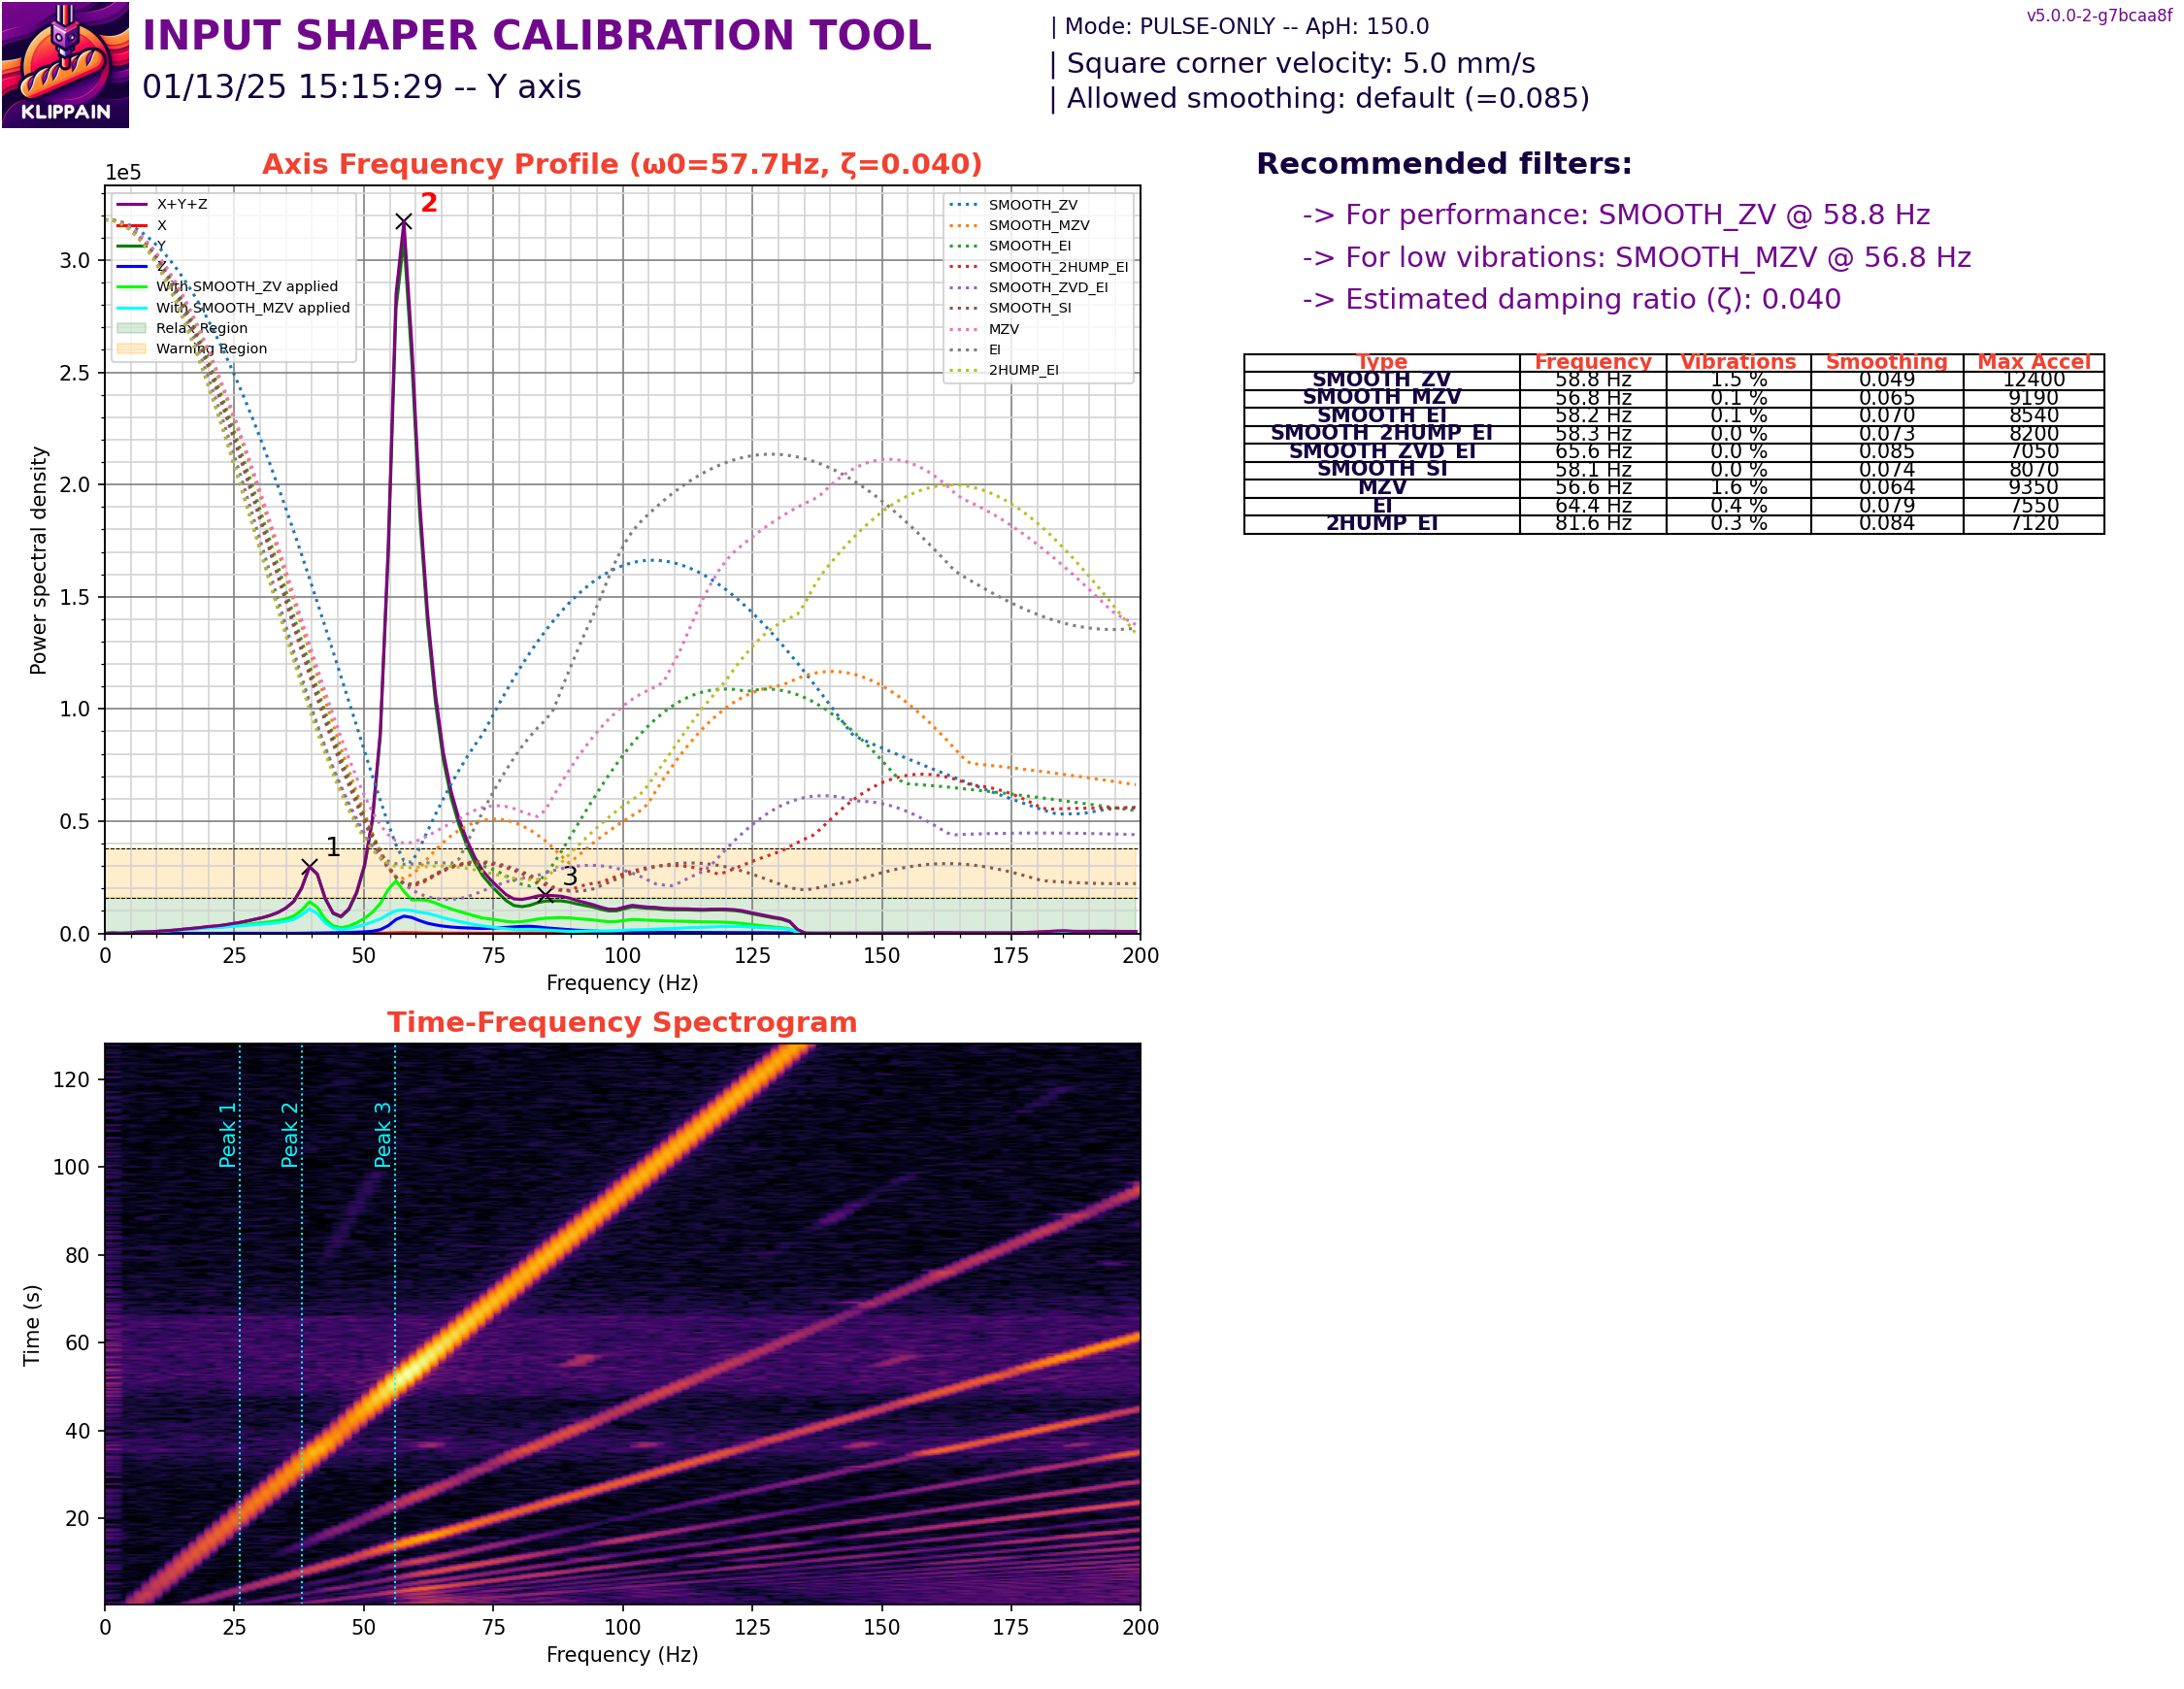 INPUT SHAPER CALIBRATION TOOL
01/13/25 15:15:29 -- Y axis
KLIPPAIN
| Mode: PULSE-ONLY -- ApH: 150.0
| Square corner velocity: 5.0 mm/s
| Allowed smoothing: default (=0.085)
v5.0.0-2-g7bcaa8f
Axis Frequency Profile (ω0=57.7Hz, ζ=0.040)
1e5
X+Y+Z
X
Y
Z
With SMOOTH_ZV applied
With SMOOTH_MZV applied
Relax Region
Warning Region
SMOOTH_ZV
SMOOTH_MZV
SMOOTH_EI
SMOOTH_2HUMP_EI
SMOOTH_ZVD_EI
SMOOTH_SI
MZV
EI
2HUMP_EI
2
1
3
3.0
2.5
2.0
1.5
1.0
0.5
0.0
Power spectral density
0 25 50 75 100 125 150 175 200
Frequency (Hz)
Recommended filters:
-> For performance: SMOOTH_ZV @ 58.8 Hz
-> For low vibrations: SMOOTH_MZV @ 56.8 Hz
-> Estimated damping ratio (ζ): 0.040
Type Frequency Vibrations Smoothing Max Accel
SMOOTH_ZV 58.8 Hz 1.5 % 0.049 12400
SMOOTH_MZV 56.8 Hz 0.1 % 0.065 9190
SMOOTH_EI 58.2 Hz 0.1 % 0.070 8540
SMOOTH_2HUMP_EI 58.3 Hz 0.0 % 0.073 8200
SMOOTH_ZVD_EI 65.6 Hz 0.0 % 0.085 7050
SMOOTH_SI 58.1 Hz 0.0 % 0.074 8070
MZV 56.6 Hz 1.6 % 0.064 9350
EI 64.4 Hz 0.4 % 0.079 7550
2HUMP_EI 81.6 Hz 0.3 % 0.084 7120
Time-Frequency Spectrogram
Peak 1
Peak 2
Peak 3
120
100
80
60
40
20
Time (s)
0 25 50 75 100 125 150 175 200
Frequency (Hz)